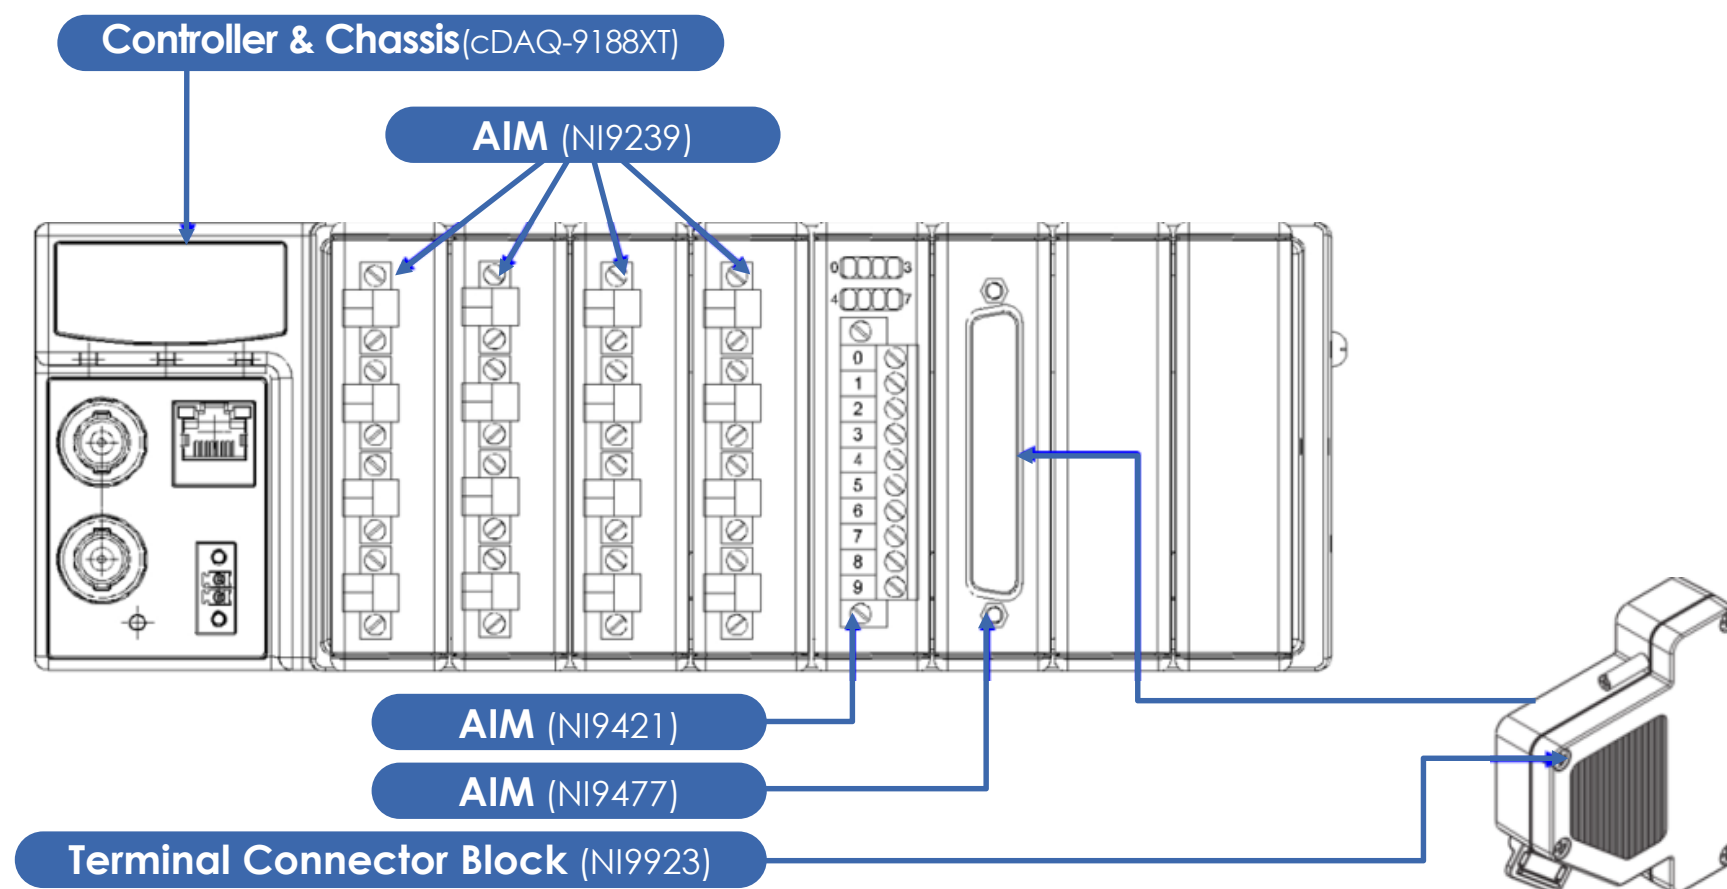 Controller & Chassis(cDAQ-9188XT)
AIM (NI9239)
0 3
4 7
0
1
2
3
4
5
6
7
8
9
AIM (NI9421)
AIM (NI9477)
Terminal Connector Block (NI9923)